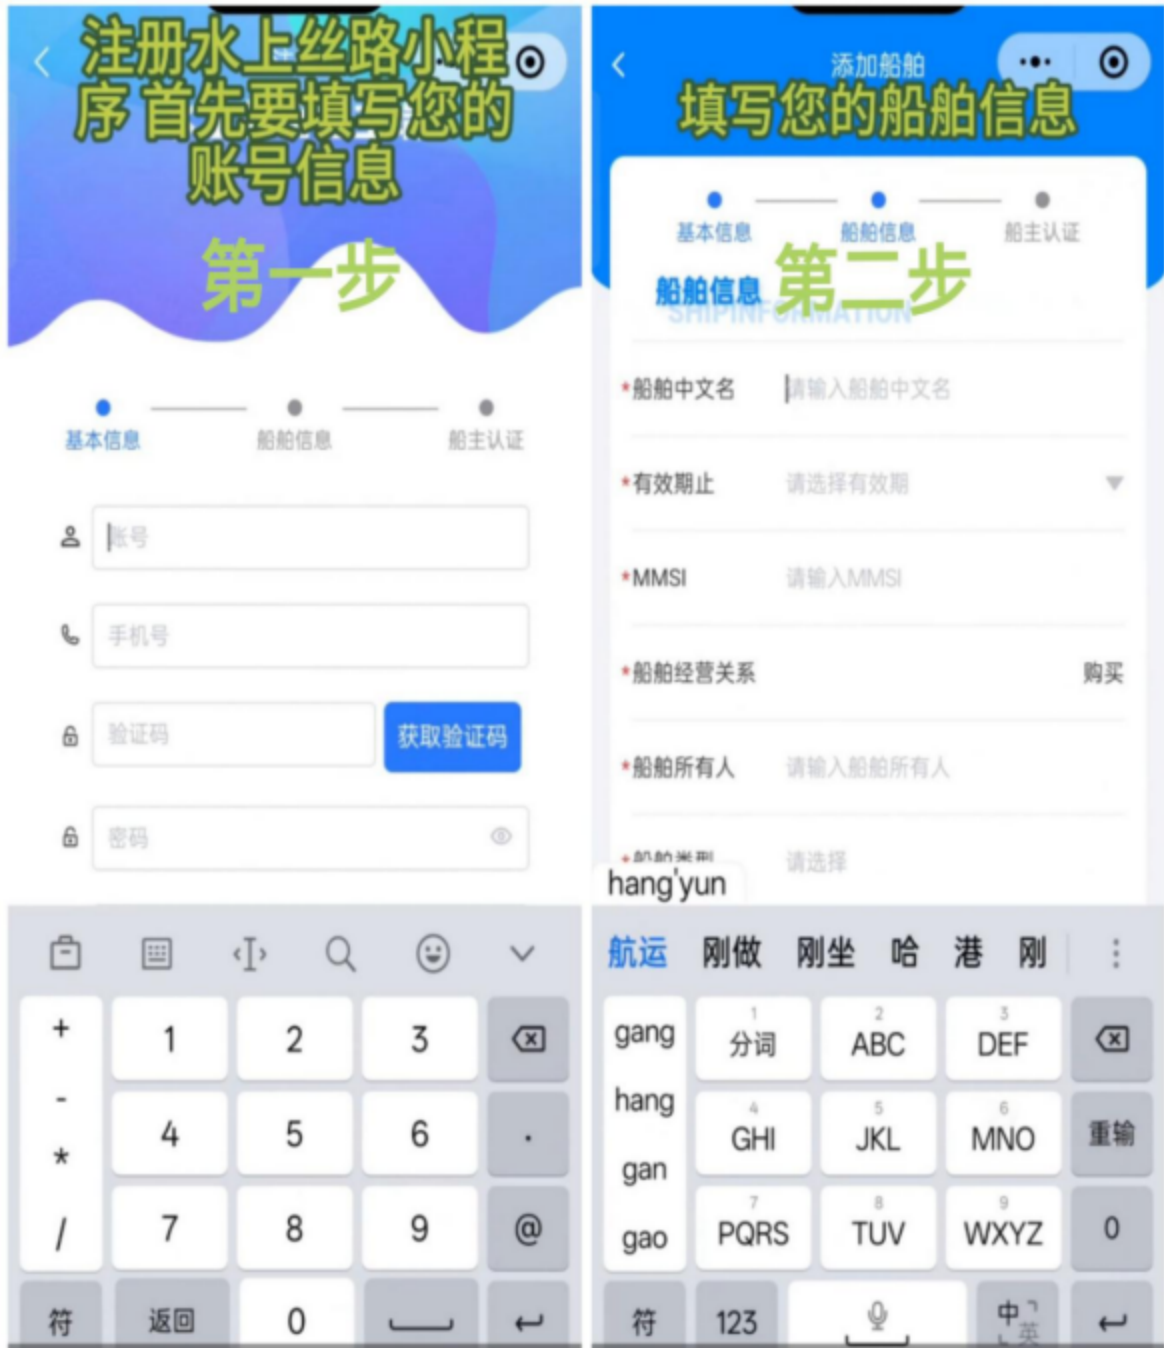 注册水上丝路小程
序 首先要填写您的
账号信息
第一步
基本信息
船舶信息
船主认证
账号
手机号
验证码
获取验证码
密码
+
1
2
3
-
4
5
6
.
*
7
8
9
@
/
符
返回
0
添加船舶
填写您的船舶信息
基本信息
船舶信息
船主认证
第二步
船舶信息
SHIPINFORMATION
*船舶中文名
请输入船舶中文名
*有效期止
请选择有效期
*MMSI
请输入MMSI
*船舶经营关系
购买
*船舶所有人
请输入船舶所有人
*船舶类型
请选择
hang'yun
航运 刚做 刚坐 哈 港 刚
gang
hang
gan
gao
1
分词
2
ABC
3
DEF
4
GHI
5
JKL
6
MNO
重输
7
PQRS
8
TUV
9
WXYZ
0
符
123
中
英